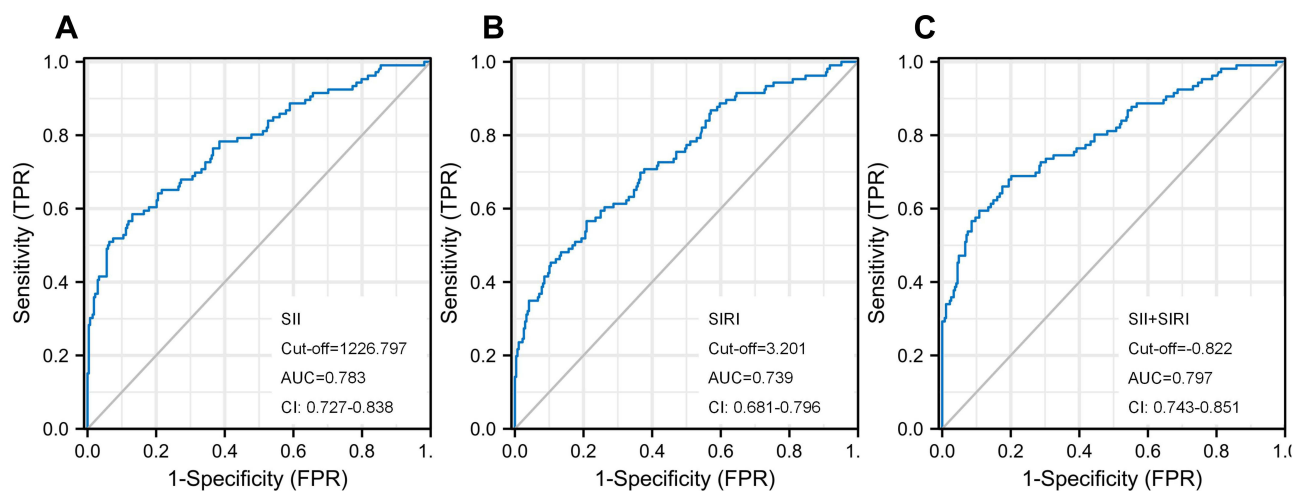 A
1.0
0.8
0.6
0.4
0.2
0.0
Sensitivity (TPR)
SII
Cut-off=1226.797
AUC=0.783
CI: 0.727-0.838
0.0 0.2 0.4 0.6 0.8 1.
1-Specificity (FPR)
B
1.0
0.8
0.6
0.4
0.2
0.0
Sensitivity (TPR)
SIRI
Cut-off=3.201
AUC=0.739
CI: 0.681-0.796
0.0 0.2 0.4 0.6 0.8 1.
1-Specificity (FPR)
C
1.0
0.8
0.6
0.4
0.2
0.0
Sensitivity (TPR)
SII+SIRI
Cut-off=-0.822
AUC=0.797
CI: 0.743-0.851
0.0 0.2 0.4 0.6 0.8 1.
1-Specificity (FPR)